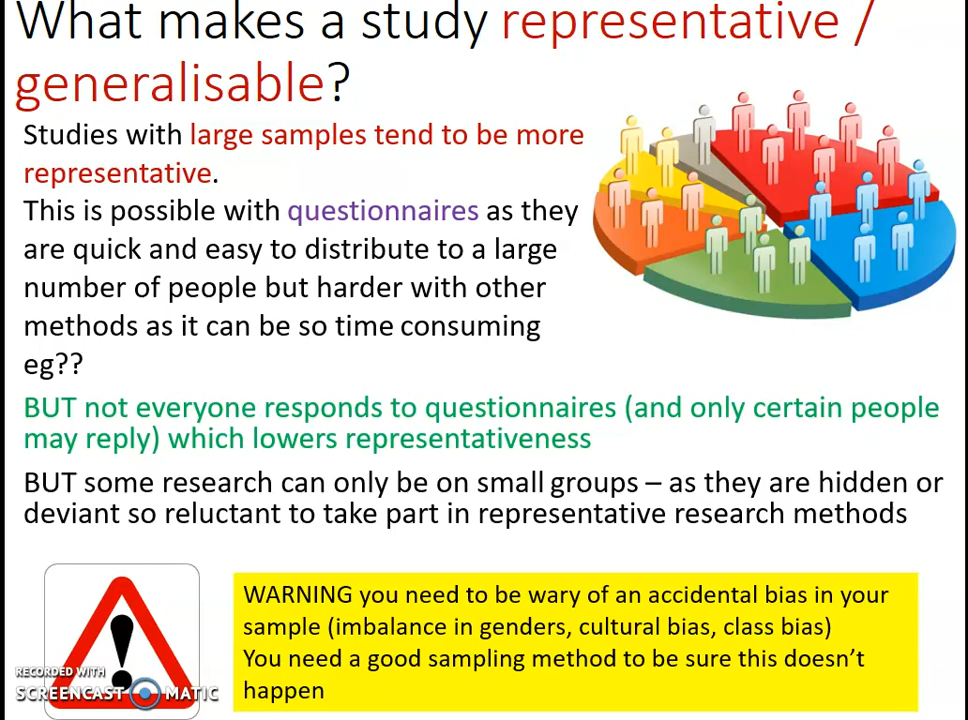 What makes a study representative /
generalisable?
Studies with large samples tend to be more
representative.
This is possible with questionnaires as they
are quick and easy to distribute to a large
number of people but harder with other
methods as it can be so time consuming
eg??
BUT not everyone responds to questionnaires (and only certain people
may reply) which lowers representativeness
BUT some research can only be on small groups – as they are hidden or
deviant so reluctant to take part in representative research methods
WARNING you need to be wary of an accidental bias in your
sample (imbalance in genders, cultural bias, class bias)
You need a good sampling method to be sure this doesn't
happen
RECORDED WITH
SCREENCAST MATIC